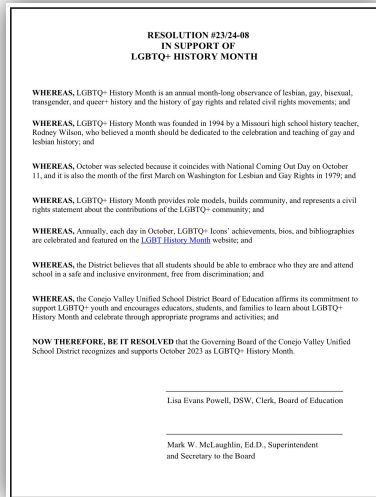 RESOLUTION #23/24-08
IN SUPPORT OF
LGBTQ+ HISTORY MONTH
WHEREAS, LGBTQ+ History Month is an annual month-long observance of lesbian, gay, bisexual,
transgender, and queer+ history and the history of gay rights and related civil rights movements; and
WHEREAS, LGBTQ+ History Month was founded in 1994 by a Missouri high school history teacher,
Rodney Wilson, who believed a month should be dedicated to the celebration and teaching of gay and
lesbian history; and
WHEREAS, October was selected because it coincides with National Coming Out Day on October
11, and it is also the month of the first March on Washington for Lesbian and Gay Rights in 1979; and
WHEREAS, LGBTQ+ History Month provides role models, builds community, and represents a civil
rights statement about the contributions of the LGBTQ+ community; and
WHEREAS, Annually, each day in October, LGBTQ+ Icons' achievements, bios, and bibliographies
are celebrated and featured on the LGBT History Month website; and
WHEREAS, the District believes that all students should be able to embrace who they are and attend
school in a safe and inclusive environment, free from discrimination; and
WHEREAS, the Conejo Valley Unified School District Board of Education affirms its commitment to
support LGBTQ+ youth and encourages educators, students, and families to learn about LGBTQ+
History Month and celebrate through appropriate programs and activities; and
NOW THEREFORE, BE IT RESOLVED that the Governing Board of the Conejo Valley Unified
School District recognizes and supports October 2023 as LGBTQ+ History Month.
Lisa Evans Powell, DSW, Clerk, Board of Education
Mark W. McLaughlin, Ed.D., Superintendent
and Secretary to the Board